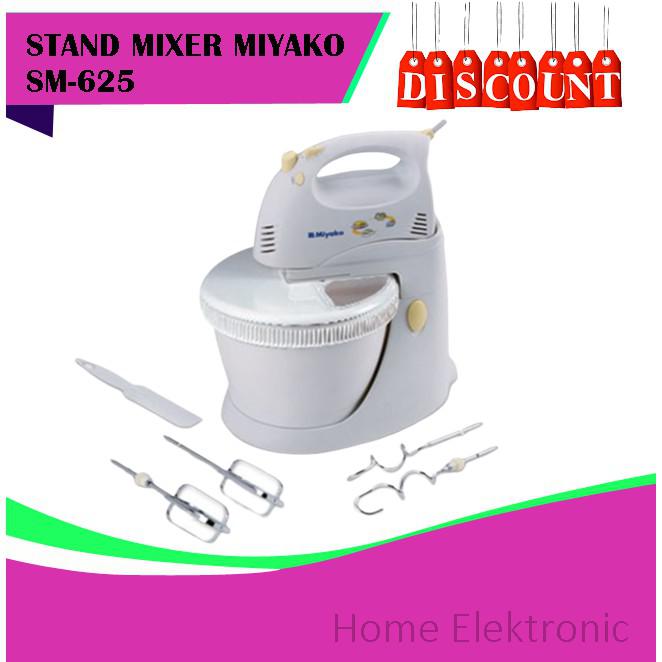 STAND MIXER MIYAKO
SM-625
DISCOUNT
Miyako
Home Elektronic